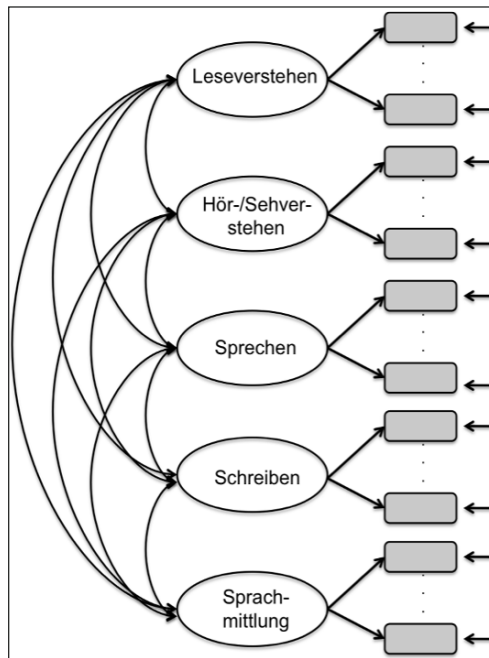 Leseverstehen
Hör-/Sehver-
stehen
Sprechen
Schreiben
Sprach-
mittlung